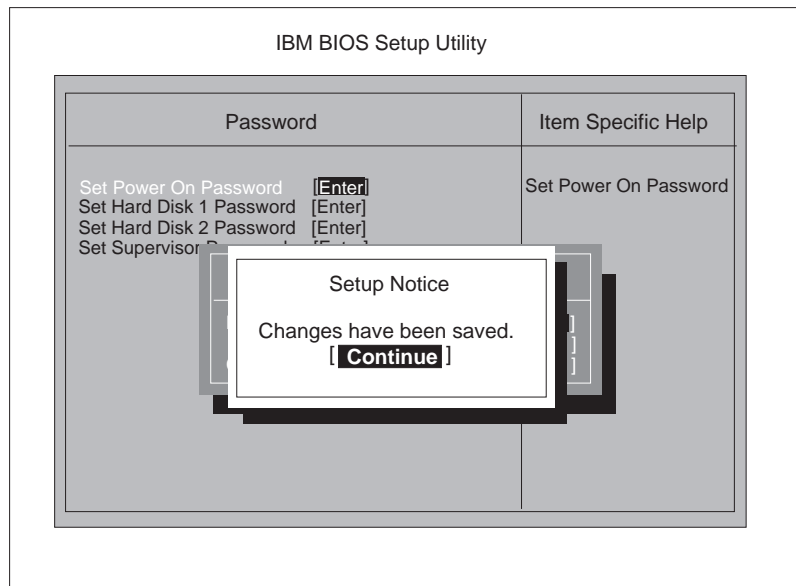 IBM BIOS Setup Utility
Password
Item Specific Help
Set Power On Password [Enter]
Set Power On Password
Set Hard Disk 1 Password [Enter]
Set Hard Disk 2 Password [Enter]
Set Supervisor
Setup Notice
Changes have been saved.
[ Continue ]